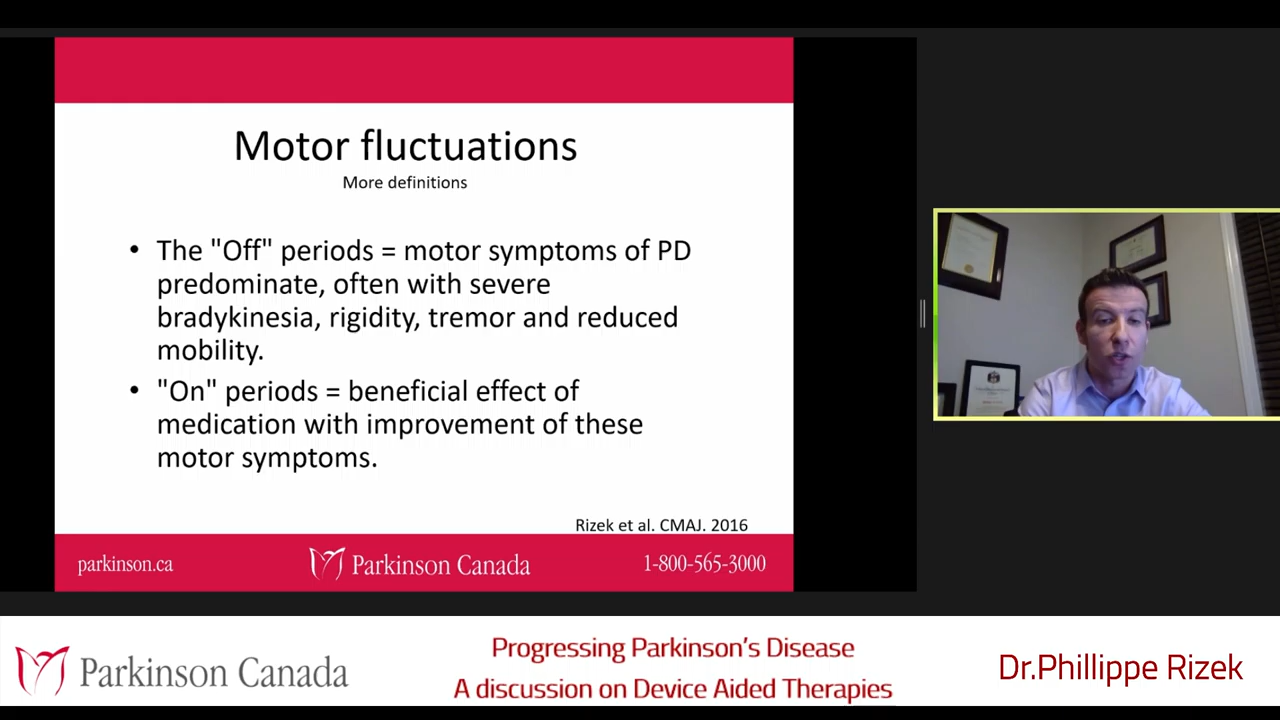 Motor fluctuations
More definitions
• The "Off" periods = motor symptoms of PD
predominate, often with severe
bradykinesia, rigidity, tremor and reduced
mobility.
• "On" periods = beneficial effect of
medication with improvement of these
motor symptoms.
Rizek et al. CMAJ. 2016
parkinson.ca
Parkinson Canada
1-800-565-3000
Parkinson Canada
Progressing Parkinson's Disease
A discussion on Device Aided Therapies
Dr.Phillippe Rizek